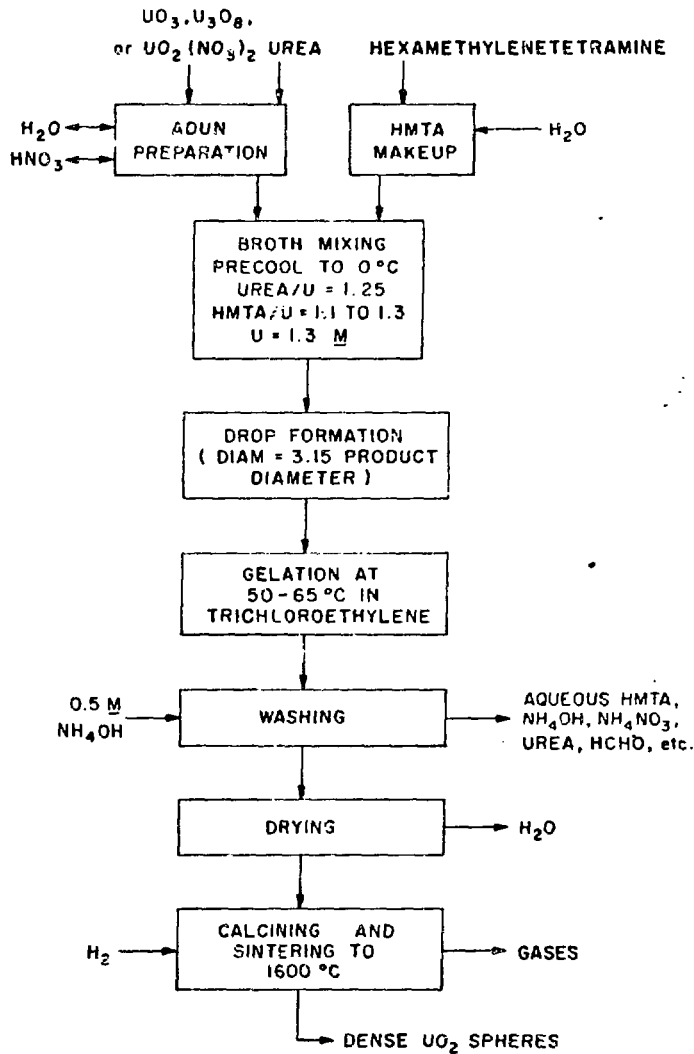 UO3, U3O8,
or UO2(NO3)2 UREA
HEXAMETHYLENETETRAMINE
H2O
HNO3
ADUN
PREPARATION
HMTA
MAKEUP
H2O
BROTH MIXING
PRECOOL TO 0°C
UREA/U = 1.25
HMTA/U = 1.1 TO 1.3
U = 1.3 M
DROP FORMATION
( DIAM = 3.15 PRODUCT
DIAMETER )
GELATION AT
50-65°C IN
TRICHLOROETHYLENE
0.5 M
NH4OH
WASHING
AQUEOUS HMTA,
NH4OH, NH4NO3,
UREA, HCHO, etc.
DRYING
H2O
H2
CALCINING AND
SINTERING TO
1600 °C
GASES
DENSE UO2 SPHERES